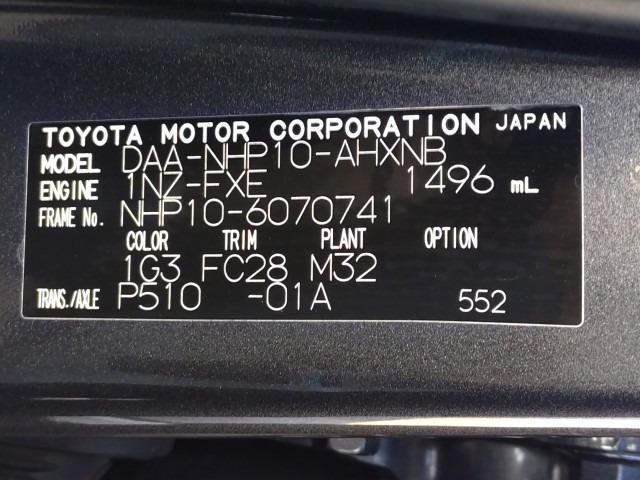 TOYOTA MOTOR CORPORATION JAPAN
MODEL DAA-NHP10-AHXNB
ENGINE 1NZ-FXE 1496 mL
FRAME No. NHP10-6070741
COLOR TRIM PLANT OPTION
1G3 FC28 M32
TRANS./AXLE P510 -01A 552